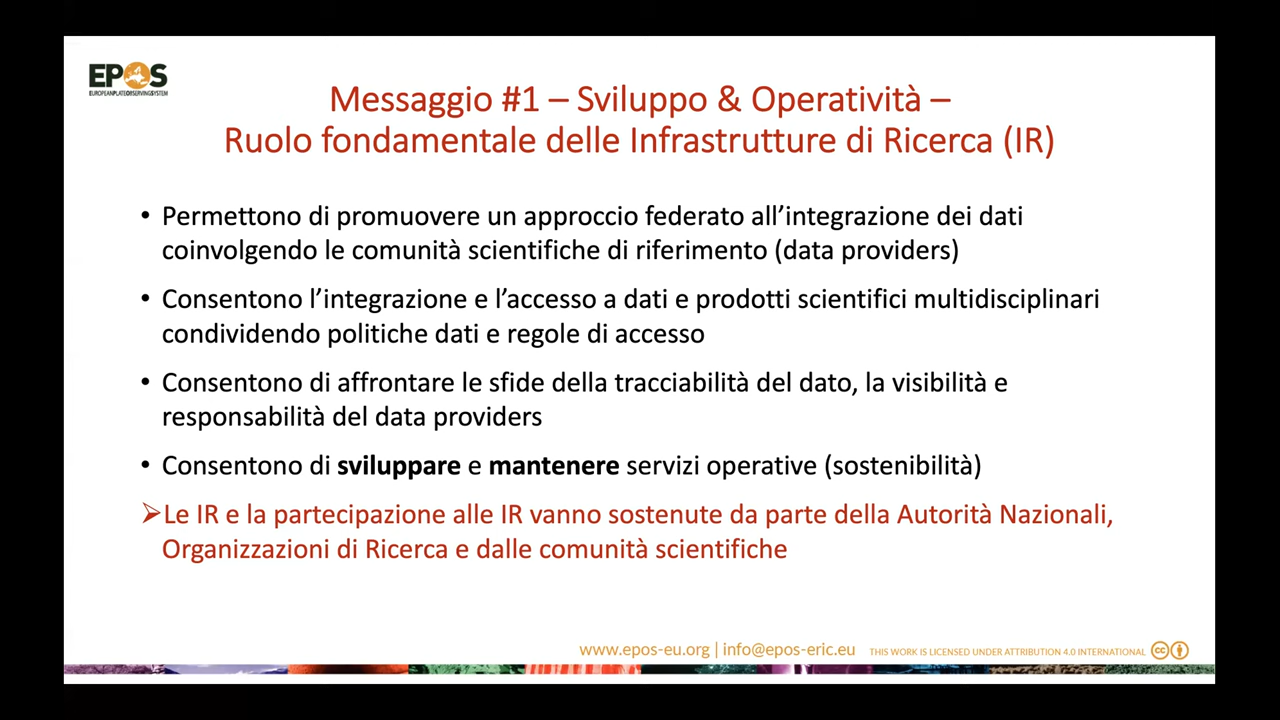 EPOS
EUROPEAN PLATE OBSERVING SYSTEM
Messaggio #1 – Sviluppo & Operatività –
Ruolo fondamentale delle Infrastrutture di Ricerca (IR)
• Permettono di promuovere un approccio federato all’integrazione dei dati
coinvolgendo le comunità scientifiche di riferimento (data providers)
• Consentono l’integrazione e l’accesso a dati e prodotti scientifici multidisciplinari
condividendo politiche dati e regole di accesso
• Consentono di affrontare le sfide della tracciabilità del dato, la visibilità e
responsabilità del data providers
• Consentono di sviluppare e mantenere servizi operative (sostenibilità)
➢Le IR e la partecipazione alle IR vanno sostenute da parte della Autorità Nazionali,
Organizzazioni di Ricerca e dalle comunità scientifiche
www.epos-eu.org | info@epos-eric.eu THIS WORK IS LICENSED UNDER ATTRIBUTION 4.0 INTERNATIONAL